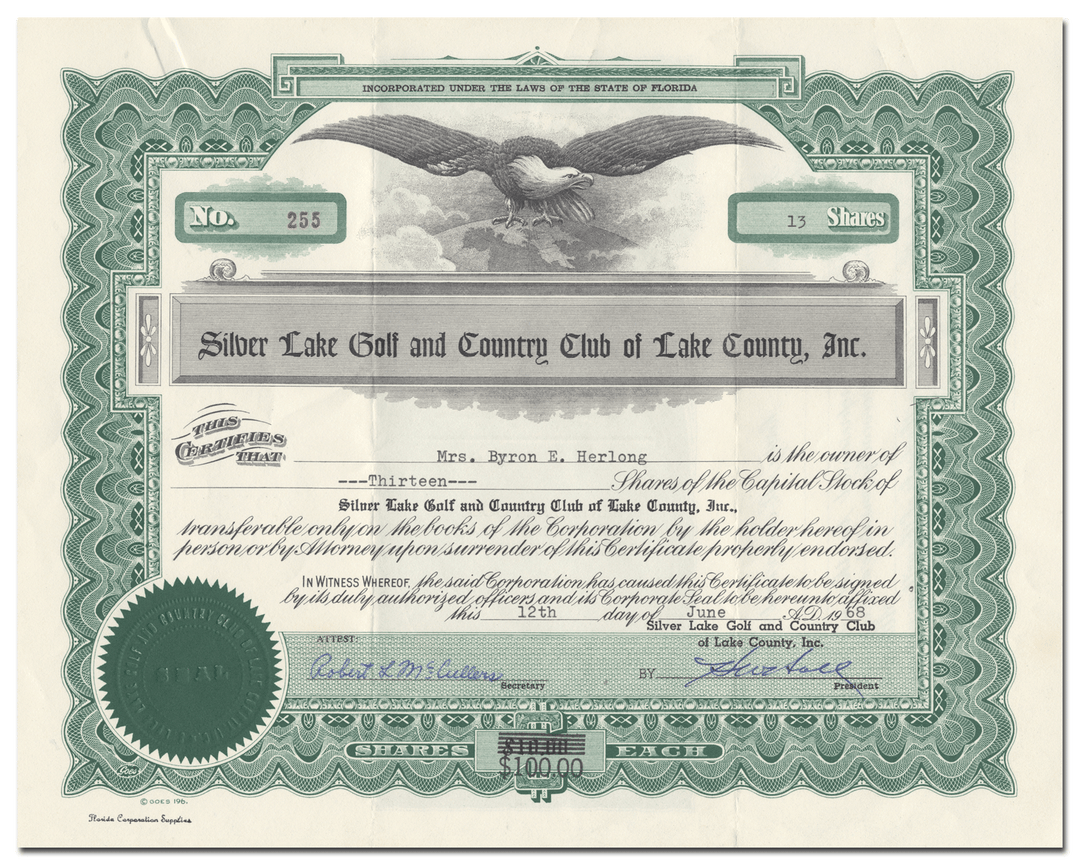 INCORPORATED UNDER THE LAWS OF THE STATE OF FLORIDA
No. 255
13 Shares
Silver Lake Golf and Country Club of Lake County, Inc.
THIS CERTIFIES THAT Mrs. Byron E. Herlong is the owner of
---Thirteen--- Shares of the Capital Stock of
Silver Lake Golf and Country Club of Lake County, Inc.,
transferable only on the books of the Corporation by the holder hereof in
person or by Attorney upon surrender of this Certificate properly endorsed.
IN WITNESS WHEREOF, the said Corporation has caused this Certificate to be signed
by its duly authorized officers and its Corporate Seal to be hereunto affixed
this 12th day of June A.D. 1968
Silver Lake Golf and Country Club
of Lake County, Inc.
ATTEST:
Robert L McCullers
Secretary
BY
President
SEAL
SHARES $10.00 EACH
$100.00
Goes
© GOES 196.
Florida Corporation Supplies